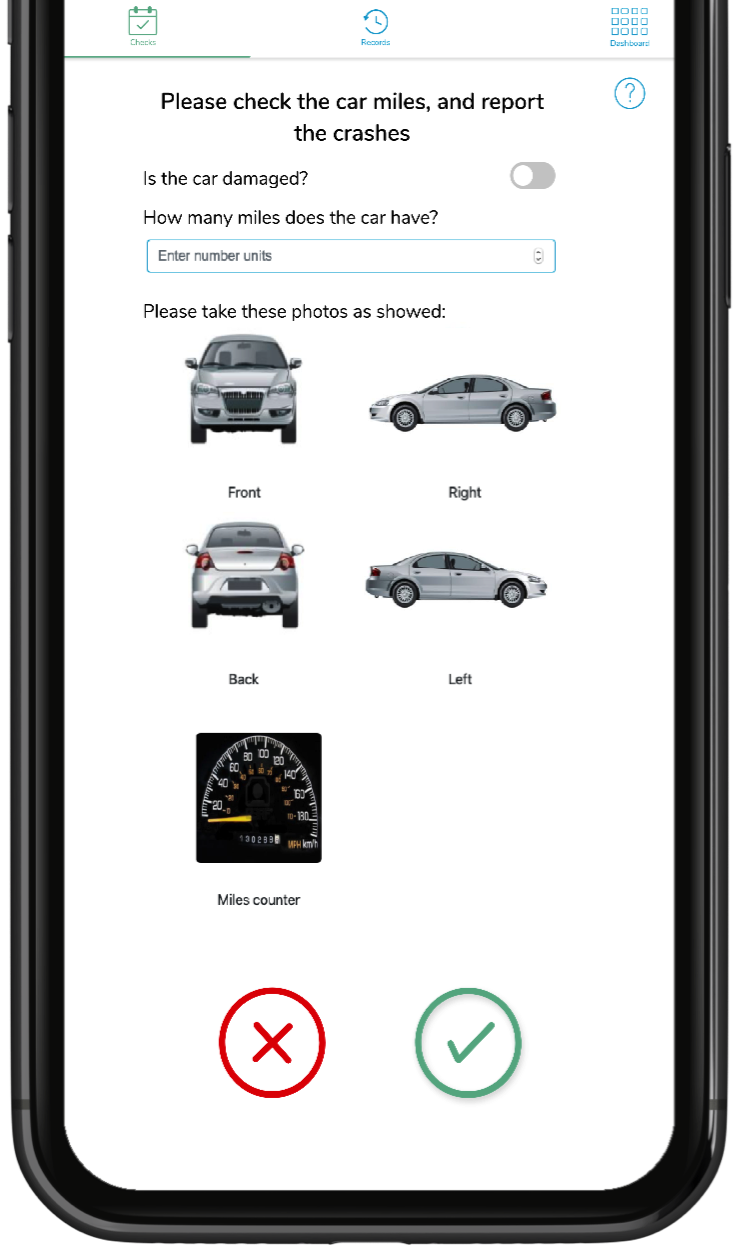 Checks
Records
Dashboard
?
Please check the car miles, and report
the crashes
Is the car damaged?
How many miles does the car have?
Enter number units
Please take these photos as showed:
Front
Right
Back
Left
20 40 60 80 100 120 140 160 180
MPH km/h
Miles counter